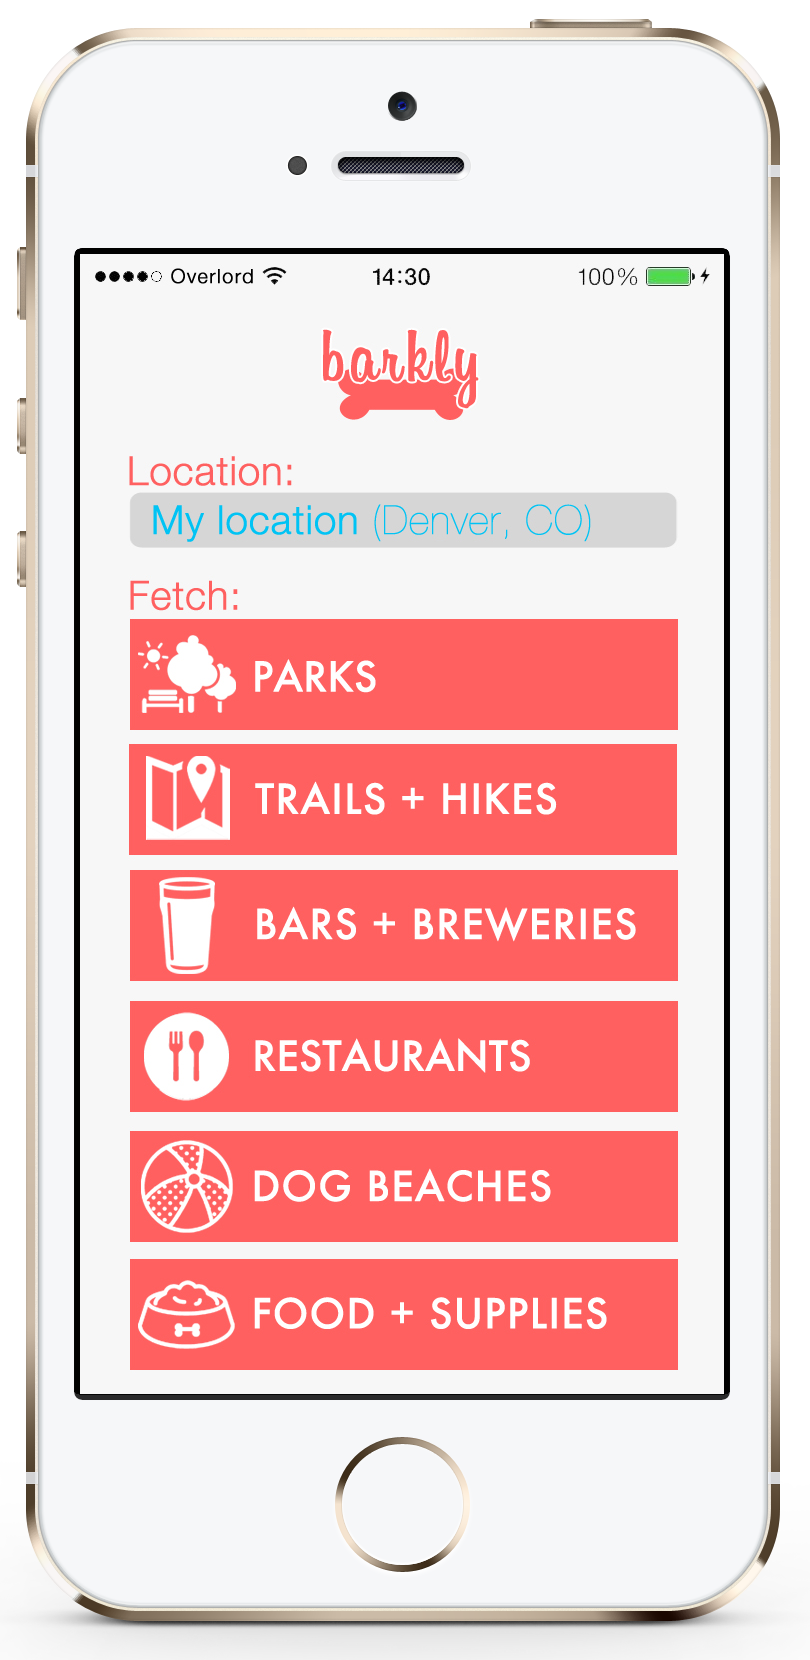 Overlord
14:30
100%
barkly
Location:
My location (Denver, CO)
Fetch:
PARKS
TRAILS + HIKES
BARS + BREWERIES
RESTAURANTS
DOG BEACHES
FOOD + SUPPLIES